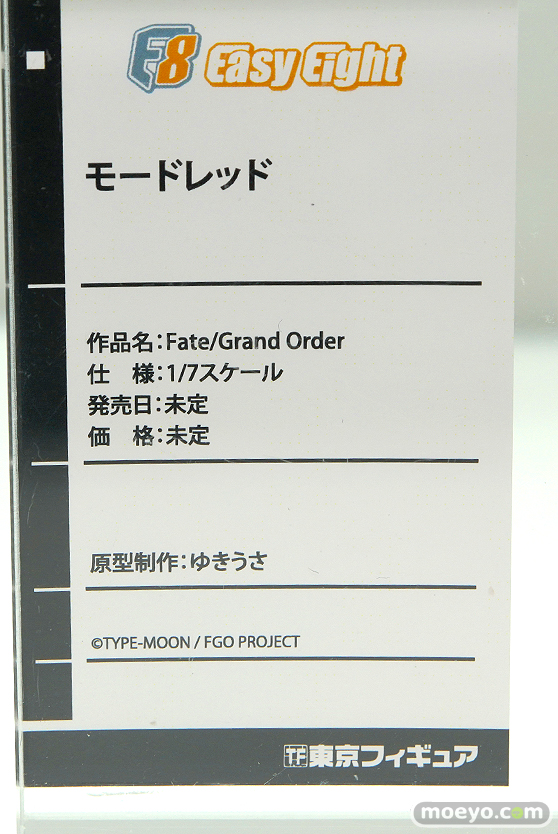 E8 Easy Eight
モードレッド
作品名：Fate/Grand Order
仕　様：1/7スケール
発売日：未定
価　格：未定
原型制作：ゆきうさ
©TYPE-MOON / FGO PROJECT
TF 東京フィギュア
moeyo.com